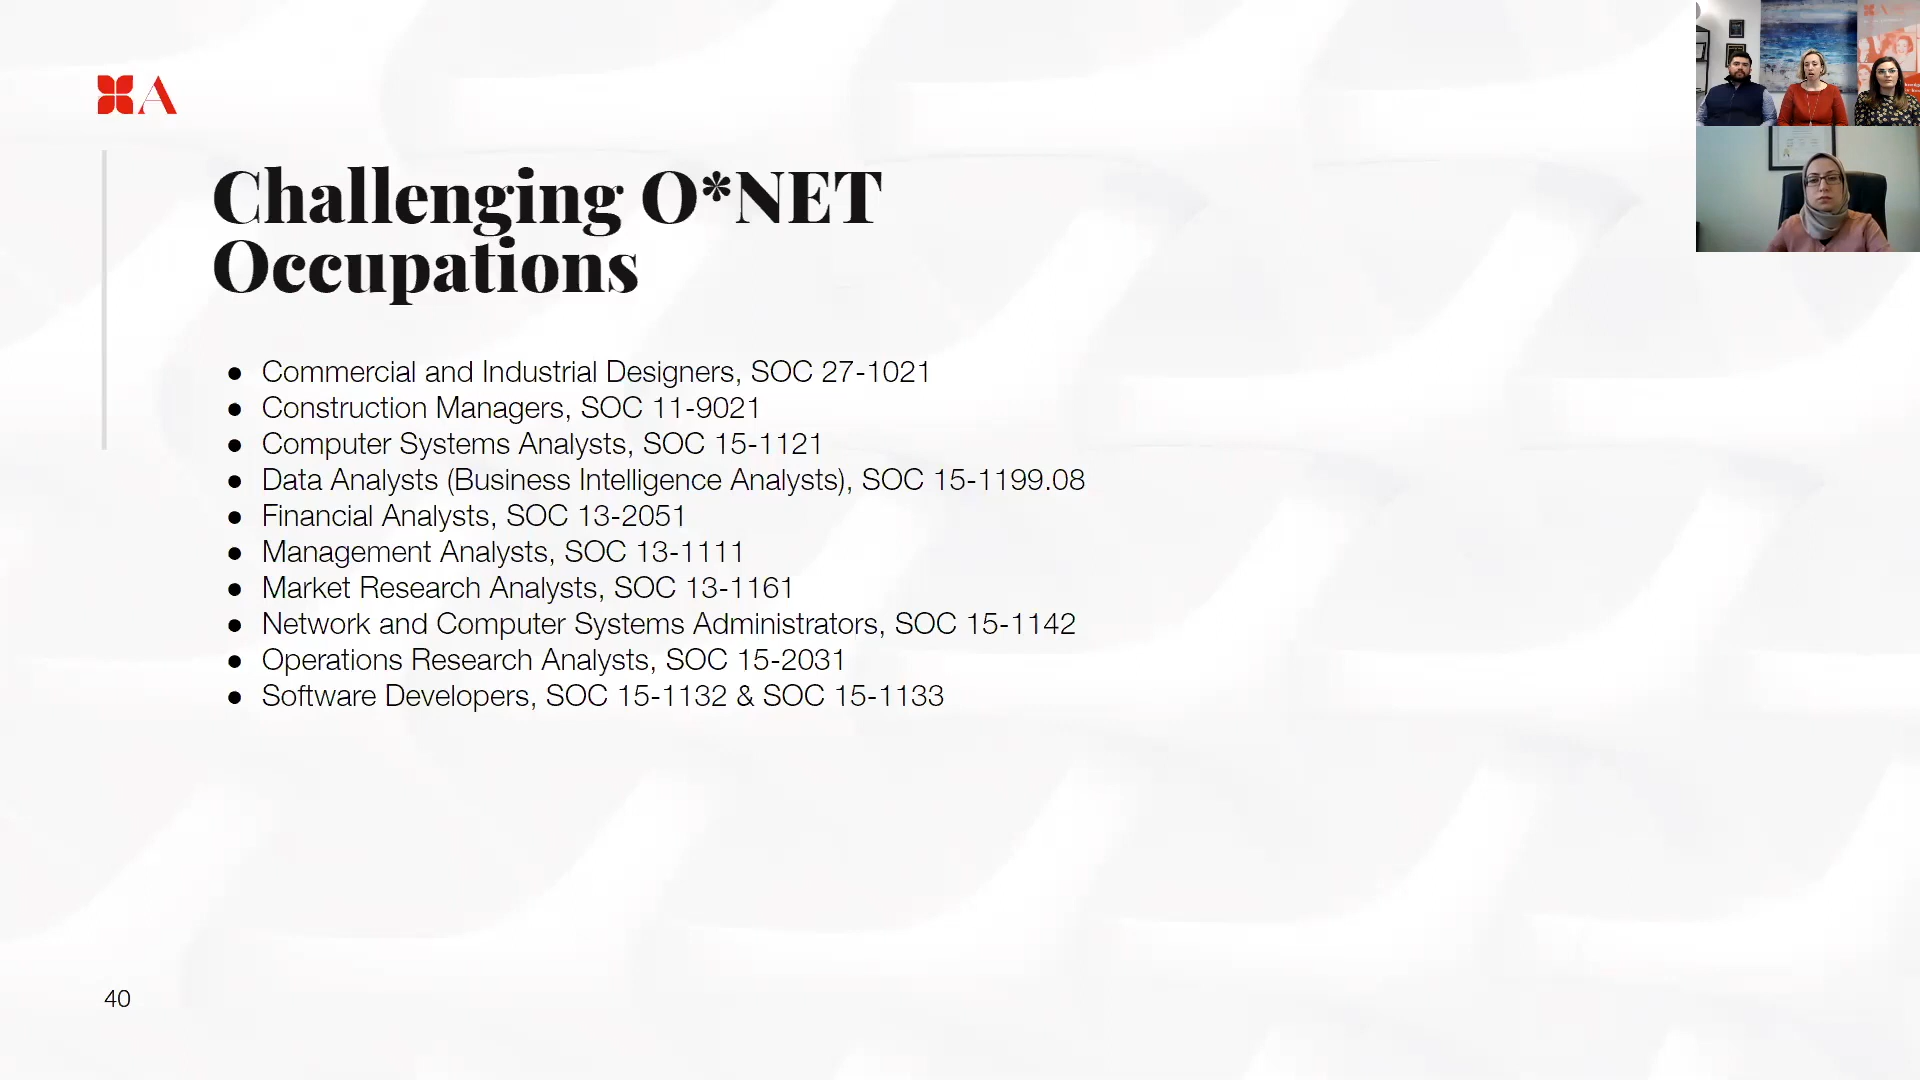 A
Challenging O*NET
Occupations
● Commercial and Industrial Designers, SOC 27-1021
● Construction Managers, SOC 11-9021
● Computer Systems Analysts, SOC 15-1121
● Data Analysts (Business Intelligence Analysts), SOC 15-1199.08
● Financial Analysts, SOC 13-2051
● Management Analysts, SOC 13-1111
● Market Research Analysts, SOC 13-1161
● Network and Computer Systems Administrators, SOC 15-1142
● Operations Research Analysts, SOC 15-2031
● Software Developers, SOC 15-1132 & SOC 15-1133
40